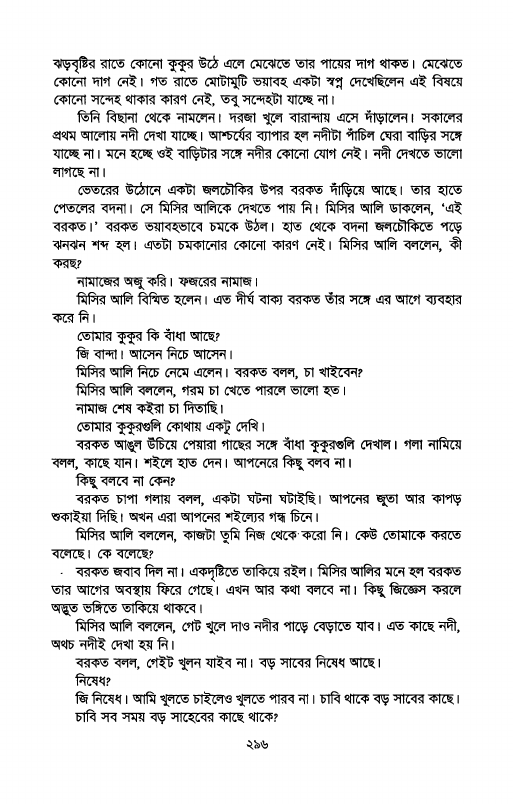 ঝড়বৃষ্টির রাতে কোনো কুকুর উঠে এলে মেঝেতে তার পায়ের দাগ থাকত। মেঝেতে
কোনো দাগ নেই। গত রাতে মোটামুটি ভয়াবহ একটা স্বপ্ন দেখেছিলেন এই বিষয়ে
কোনো সন্দেহ থাকার কারণ নেই, তবু সন্দেহটা যাচ্ছে না।
তিনি বিছানা থেকে নামলেন। দরজা খুলে বারান্দায় এসে দাঁড়ালেন। সকালের
প্রথম আলোয় নদী দেখা যাচ্ছে। আশ্চর্যের ব্যাপার হল নদীটা পাঁচিল ঘেরা বাড়ির সঙ্গে
যাচ্ছে না। মনে হচ্ছে ওই বাড়িটার সঙ্গে নদীর কোনো যোগ নেই। নদী দেখতে ভালো
লাগছে না।
ভেতরের উঠোনে একটা জলচৌকির উপর বরকত দাঁড়িয়ে আছে। তার হাতে
পেতলের বদনা। সে মিসির আলিকে দেখতে পায় নি। মিসির আলি ডাকলেন, ‘এই
বরকত।’ বরকত ভয়াবহভাবে চমকে উঠল। হাত থেকে বদনা জলচৌকিতে পড়ে
ঝনঝন শব্দ হল। এতটা চমকানোর কোনো কারণ নেই। মিসির আলি বললেন, কী
করছ?
নামাজের অজু করি। ফজরের নামাজ।
মিসির আলি বিস্মিত হলেন। এত দীর্ঘ বাক্য বরকত তাঁর সঙ্গে এর আগে ব্যবহার
করে নি।
তোমার কুকুর কি বাঁধা আছে?
জি বান্দা। আসেন নিচে আসেন।
মিসির আলি নিচে নেমে এলেন। বরকত বলল, চা খাইবেন?
মিসির আলি বললেন, গরম চা খেতে পারলে ভালো হত।
নামাজ শেষ কইরা চা দিতাছি।
তোমার কুকুরগুলি কোথায় একটু দেখি।
বরকত আঙুল উঁচিয়ে পেয়ারা গাছের সঙ্গে বাঁধা কুকুরগুলি দেখাল। গলা নামিয়ে
বলল, কাছে যান। শইলে হাত দেন। আপনেরে কিছু বলব না।
কিছু বলবে না কেন?
বরকত চাপা গলায় বলল, একটা ঘটনা ঘটাইছি। আপনের জুতা আর কাপড়
শুকাইয়া দিছি। অখন এরা আপনের শইল্যের গন্ধ চিনে।
মিসির আলি বললেন, কাজটা তুমি নিজ থেকে করো নি। কেউ তোমাকে করতে
বলেছে। কে বলেছে?
বরকত জবাব দিল না। একদৃষ্টিতে তাকিয়ে রইল। মিসির আলির মনে হল বরকত
তার আগের অবস্থায় ফিরে গেছে। এখন আর কথা বলবে না। কিছু জিজ্ঞেস করলে
অদ্ভুত ভঙ্গিতে তাকিয়ে থাকবে।
মিসির আলি বললেন, গেট খুলে দাও নদীর পাড়ে বেড়াতে যাব। এত কাছে নদী,
অথচ নদীই দেখা হয় নি।
বরকত বলল, গেইট খুলন যাইব না। বড় সাবের নিষেধ আছে।
নিষেধ?
জি নিষেধ। আমি খুলতে চাইলেও খুলতে পারব না। চাবি থাকে বড় সাবের কাছে।
চাবি সব সময় বড় সাহেবের কাছে থাকে?
২৯৬